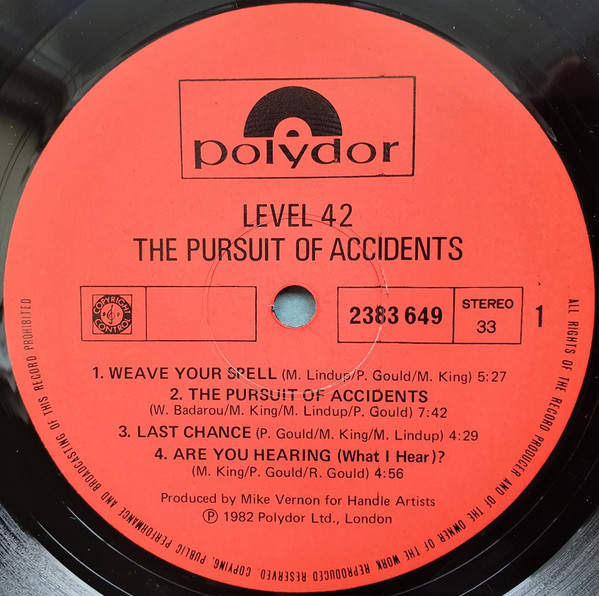 polydor
LEVEL 42
THE PURSUIT OF ACCIDENTS
COPYRIGHT
CONTROL
2383 649
STEREO
33
1
1. WEAVE YOUR SPELL (M. Lindup/P. Gould/M. King) 5:27
2. THE PURSUIT OF ACCIDENTS
(W. Badarou/M. King/M. Lindup/P. Gould) 7:42
3. LAST CHANCE (P. Gould/M. King/M. Lindup) 4:29
4. ARE YOU HEARING (What I Hear)?
(M. King/P. Gould/R. Gould) 4:56
Produced by Mike Vernon for Handle Artists
Ⓟ 1982 Polydor Ltd., London
ALL RIGHTS OF THE RECORD PRODUCER AND OF THE OWNER OF THE WORK REPRODUCED RESERVED. COPYING, PUBLIC PERFORMANCE AND BROADCASTING OF THIS RECORD PROHIBITED